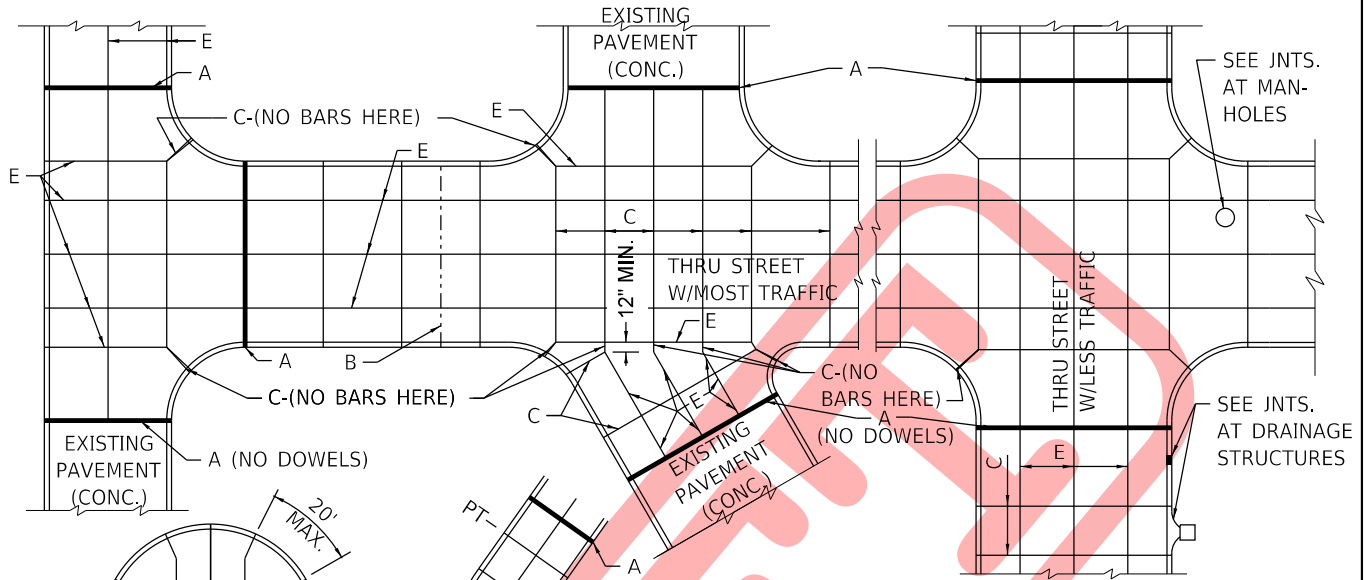 EXISTING
PAVEMENT
(CONC.)
E
A
A
SEE JNTS.
AT MAN-
HOLES
C-(NO BARS HERE)
E
E
E
C
12" MIN.
THRU STREET
W/MOST TRAFFIC
E
THRU STREET
W/LESS TRAFFIC
A
B
C-(NO BARS HERE)
C-(NO
BARS HERE)
C
E
A
(NO DOWELS)
SEE JNTS.
AT DRAINAGE
STRUCTURES
EXISTING
PAVEMENT
(CONC.)
A (NO DOWELS)
EXISTING
PAVEMENT
(CONC.)
C
E
20'
MAX.
PT
A